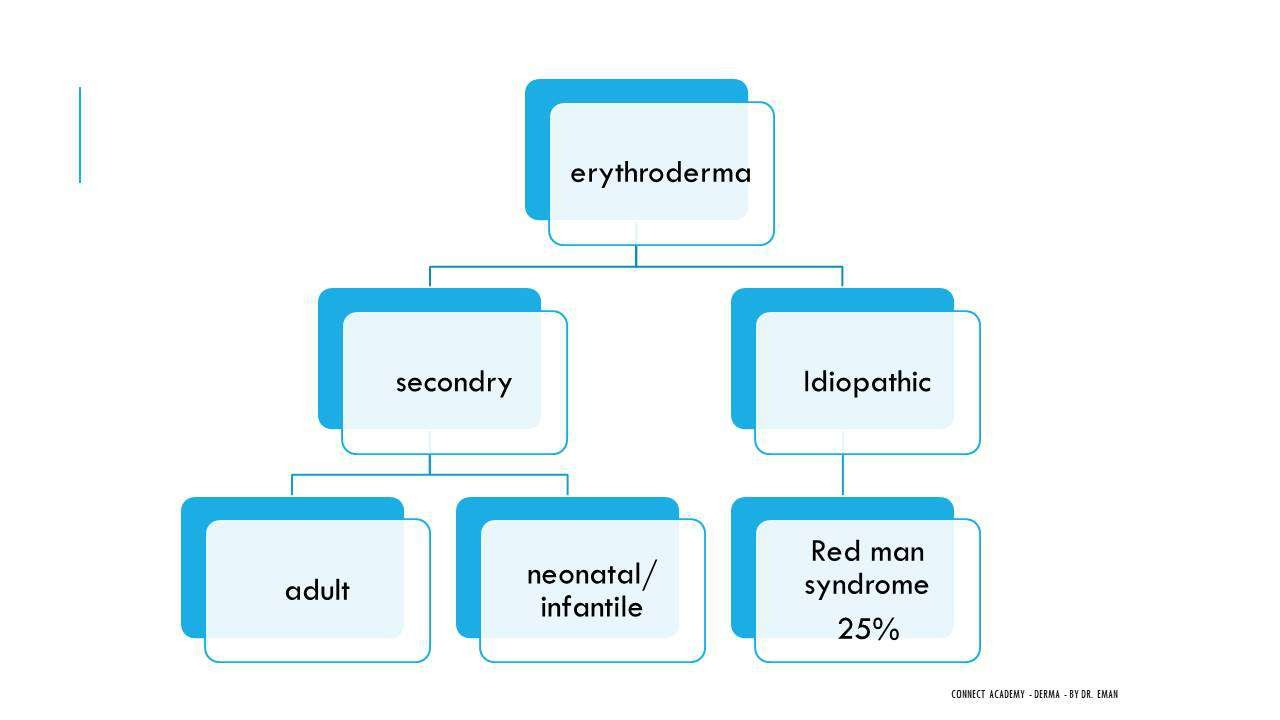 erythroderma
secondry
Idiopathic
adult
neonatal/
infantile
Red man
syndrome
25%
CONNECT ACADEMY - DERMA - BY DR. EMAN